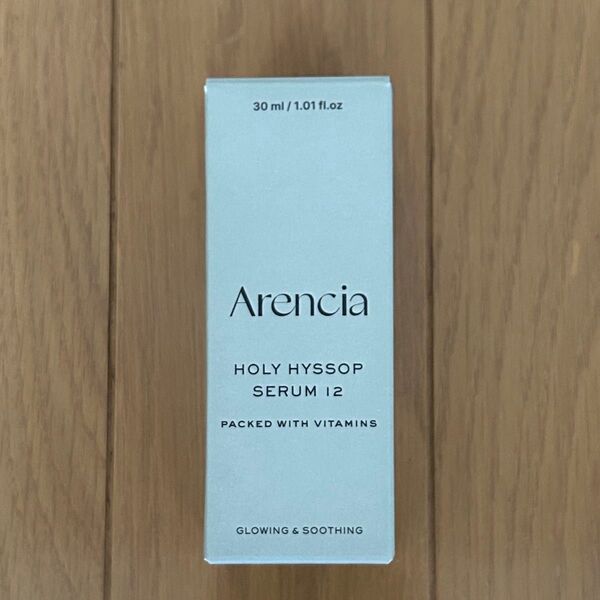 30 ml / 1.01 fl.oz
Arencia
HOLY HYSSOP
SERUM 12
PACKED WITH VITAMINS
GLOWING & SOOTHING